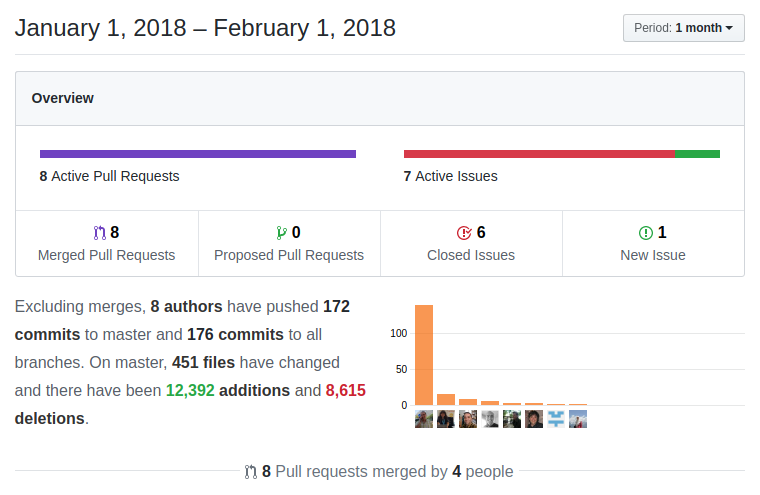 January 1, 2018 – February 1, 2018
Period: 1 month
Overview
8 Active Pull Requests
7 Active Issues
8
Merged Pull Requests
0
Proposed Pull Requests
6
Closed Issues
1
New Issue
Excluding merges, 8 authors have pushed 172
commits to master and 176 commits to all
branches. On master, 451 files have changed
and there have been 12,392 additions and 8,615
deletions.
100
50
0
8 Pull requests merged by 4 people